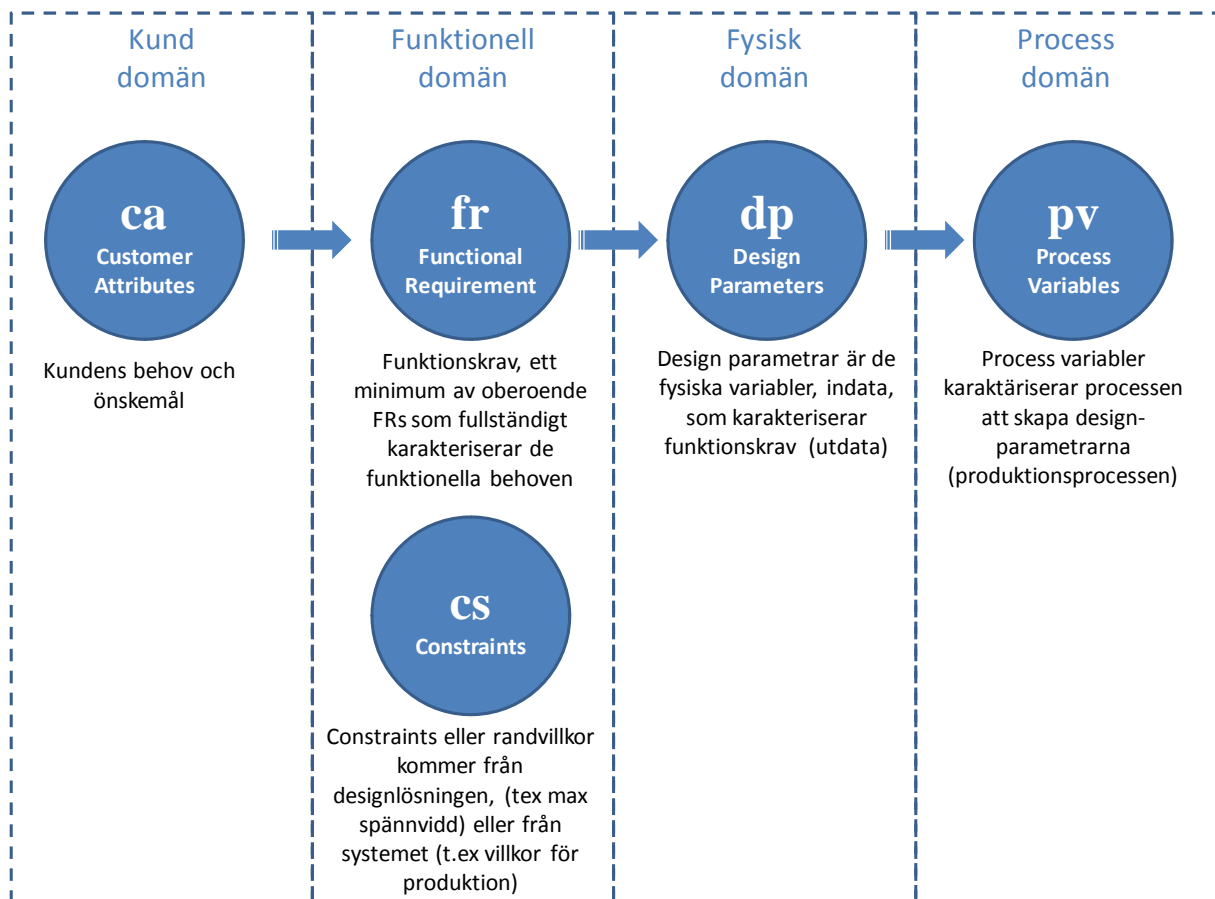 Kund
domän
ca
Customer
Attributes
Kundens behov och
önskemål
Funktionell
domän
fr
Functional
Requirement
Funktionskrav, ett
minimum av oberoende
FRs som fullständigt
karakteriserar de
funktionella behoven
cs
Constraints
Constraints eller randvillkor
kommer från
designlösningen, (tex max
spännvidd) eller från
systemet (t.ex villkor för
produktion)
Fysisk
domän
dp
Design
Parameters
Design parametrar är de
fysiska variabler, indata,
som karakteriserar
funktionskrav (utdata)
Process
domän
pv
Process
Variables
Process variabler
karaktäriserar processen
att skapa design-
parametrarna
(produktionsprocessen)